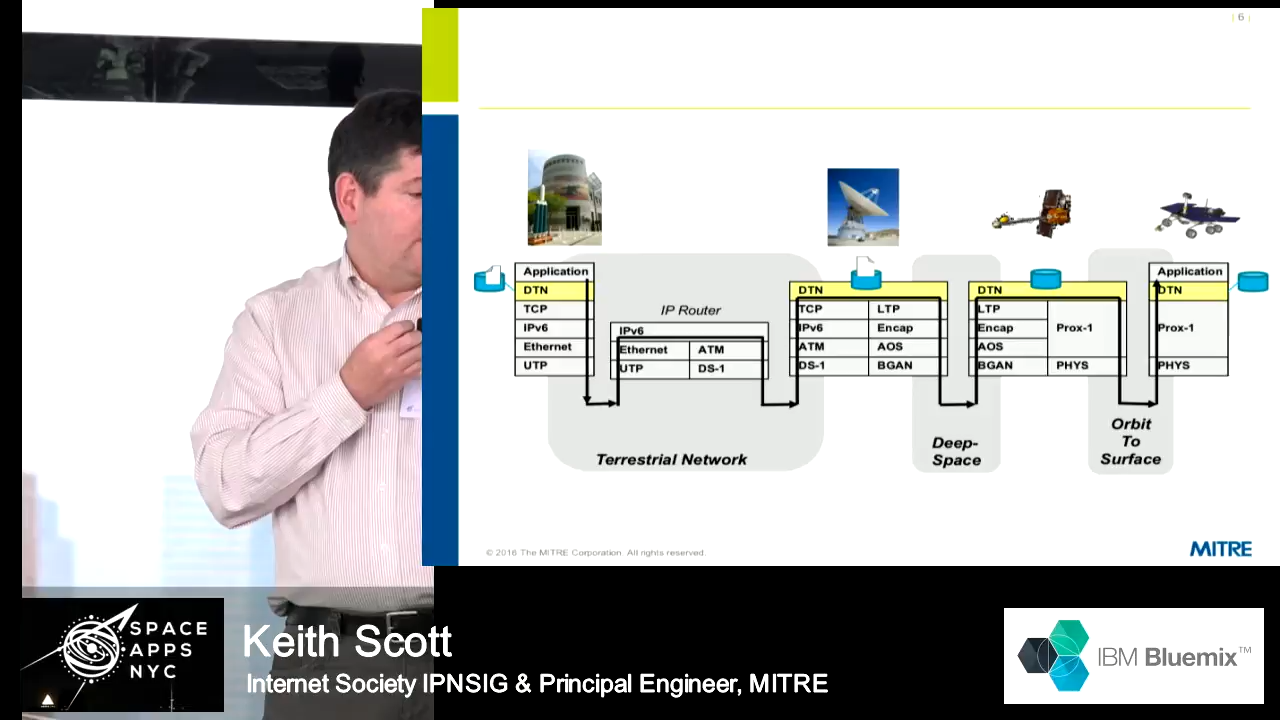 | 6 |
Application
DTN
TCP
IPv6
Ethernet
UTP
IP Router
IPv6
Ethernet
ATM
UTP
DS-1
DTN
TCP
LTP
IPv6
Encap
ATM
AOS
DS-1
BGAN
DTN
LTP
Encap
Prox-1
AOS
BGAN
PHYS
Application
DTN
Prox-1
PHYS
Terrestrial Network
Deep-
Space
Orbit
To
Surface
© 2016 The MITRE Corporation. All rights reserved.
MITRE
SPACE
APPS
NYC
Keith Scott
Internet Society IPNSIG & Principal Engineer, MITRE
IBM Bluemix™